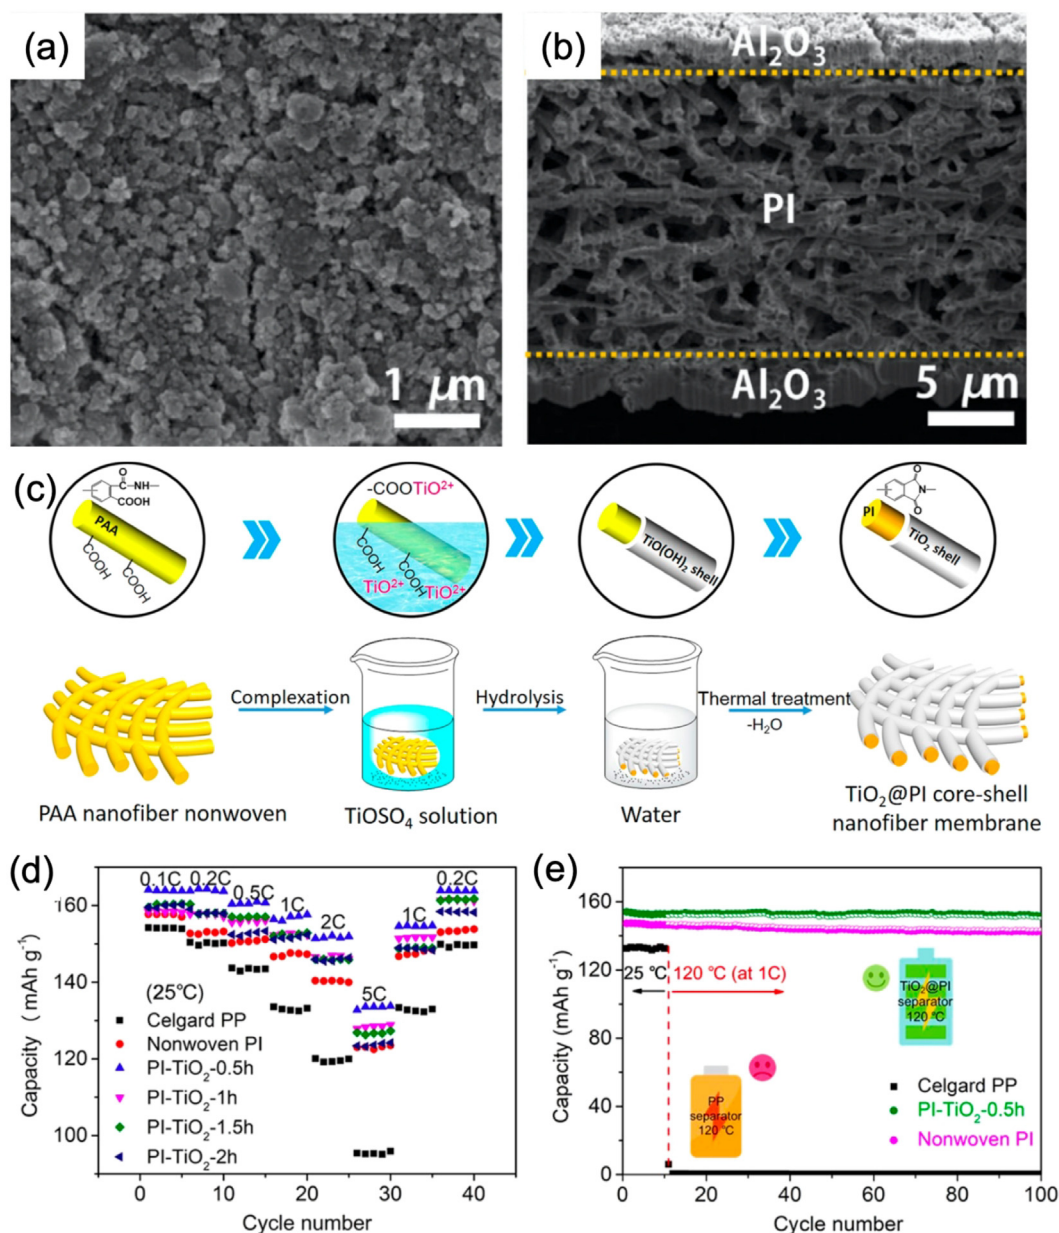 (a)
1 μm
(b)
Al₂O₃
PI
Al₂O₃
5 μm
(c)
O
C-NH-
COOH
PAA
COOH
COOH
-COOTiO²⁺
COOH
COOH
TiO²⁺
TiO²⁺
TiO(OH)₂ shell
O
N-
O
PI
TiO₂ shell
Complexation
Hydrolysis
Thermal treatment
-H₂O
PAA nanofiber nonwoven
TiOSO₄ solution
Water
TiO₂@PI core-shell
nanofiber membrane
(d)
Capacity ( mAh g⁻¹)
160
140
120
100
0.1C
0.2C
0.5C
1C
2C
5C
1C
0.2C
(25℃)
Celgard PP
Nonwoven PI
PI-TiO₂-0.5h
PI-TiO₂-1h
PI-TiO₂-1.5h
PI-TiO₂-2h
0 10 20 30 40
Cycle number
(e)
Capacity (mAh g⁻¹)
160
120
80
40
0
25 ℃
120 ℃ (at 1C)
TiO₂@PI
separator
120 ℃
PP
separator
120 ℃
Celgard PP
PI-TiO₂-0.5h
Nonwoven PI
0 20 40 60 80 100
Cycle number